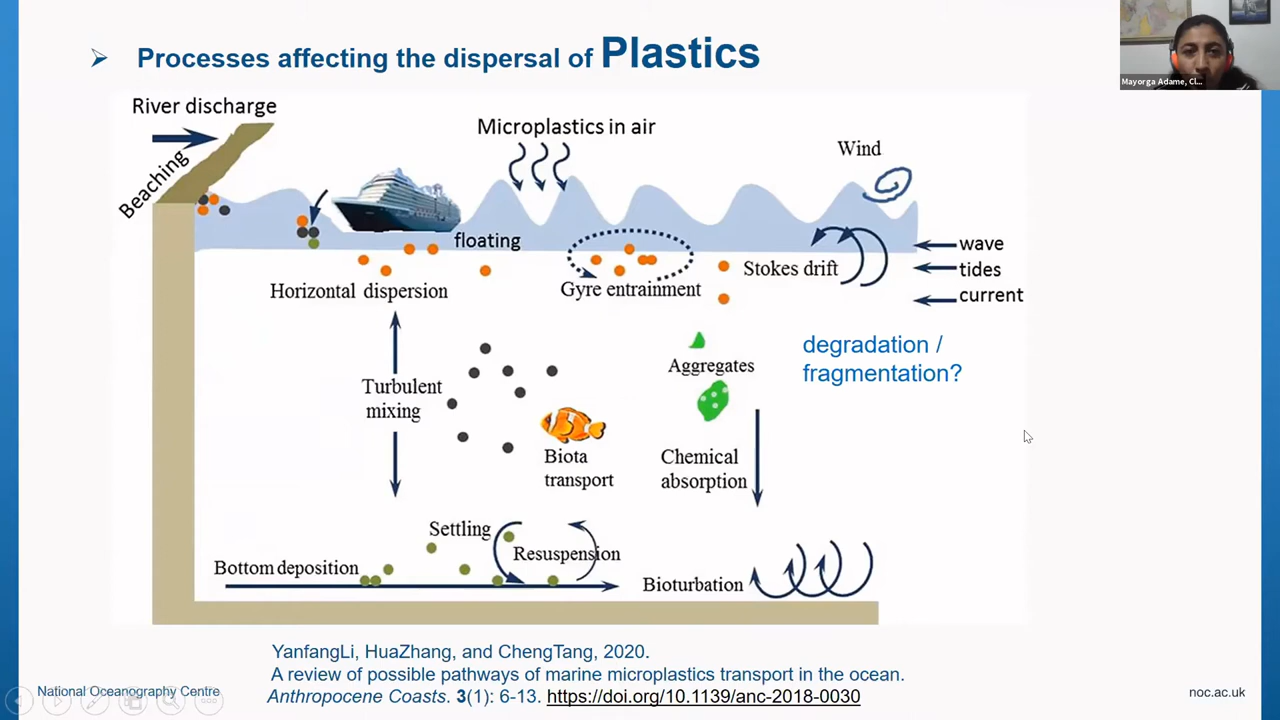 Processes affecting the dispersal of Plastics
Mayorga Adame, Cl...
River discharge
Beaching
Microplastics in air
Wind
floating
wave
tides
current
Horizontal dispersion
Gyre entrainment
Stokes drift
degradation /
fragmentation?
Turbulent
mixing
Aggregates
Biota
transport
Chemical
absorption
Settling
Resuspension
Bottom deposition
Bioturbation
YanfangLi, HuaZhang, and ChengTang, 2020.
A review of possible pathways of marine microplastics transport in the ocean.
Anthropocene Coasts. 3(1): 6-13. https://doi.org/10.1139/anc-2018-0030
National Oceanography Centre
noc.ac.uk